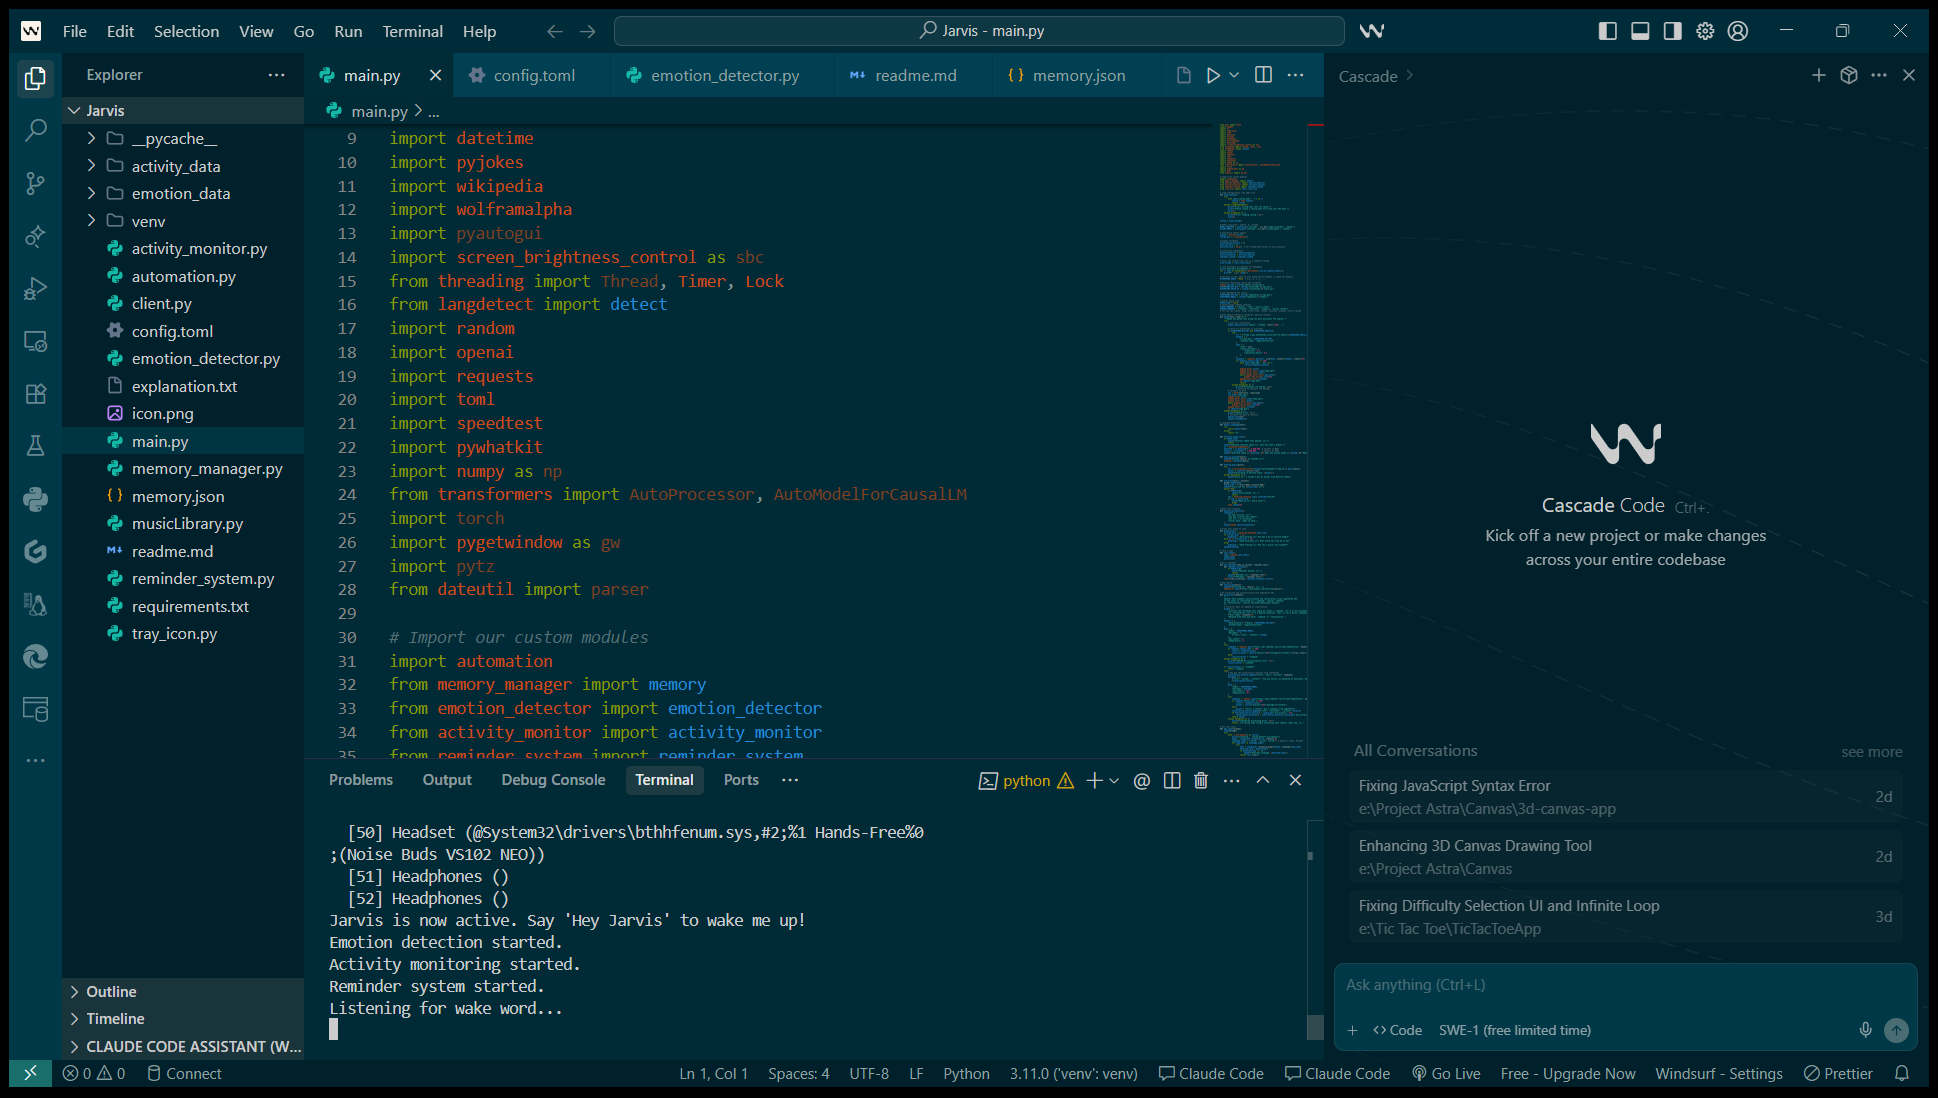 File Edit Selection View Go Run Terminal Help
Jarvis - main.py
Explorer
main.py
config.toml
emotion_detector.py
readme.md
memory.json
Cascade
Jarvis
main.py > ...
__pycache__
activity_data
emotion_data
venv
activity_monitor.py
automation.py
client.py
config.toml
emotion_detector.py
explanation.txt
icon.png
main.py
memory_manager.py
memory.json
musicLibrary.py
readme.md
reminder_system.py
requirements.txt
tray_icon.py
Outline
Timeline
CLAUDE CODE ASSISTANT (W...
9 import datetime
10 import pyjokes
11 import wikipedia
12 import wolframalpha
13 import pyautogui
14 import screen_brightness_control as sbc
15 from threading import Thread, Timer, Lock
16 from langdetect import detect
17 import random
18 import openai
19 import requests
20 import toml
21 import speedtest
22 import pywhatkit
23 import numpy as np
24 from transformers import AutoProcessor, AutoModelForCausalLM
25 import torch
26 import pygetwindow as gw
27 import pytz
28 from dateutil import parser
29
30 # Import our custom modules
31 import automation
32 from memory_manager import memory
33 from emotion_detector import emotion_detector
34 from activity_monitor import activity_monitor
35 from reminder_system import reminder_system
Problems Output Debug Console Terminal Ports
python
[50] Headset (@System32\drivers\bthhfenum.sys,#2;%1 Hands-Free%0
;(Noise Buds VS102 NEO))
[51] Headphones ()
[52] Headphones ()
Jarvis is now active. Say 'Hey Jarvis' to wake me up!
Emotion detection started.
Activity monitoring started.
Reminder system started.
Listening for wake word...
Cascade Code Ctrl+.
Kick off a new project or make changes
across your entire codebase
All Conversations see more
Fixing JavaScript Syntax Error
e:\Project Astra\Canvas\3d-canvas-app
2d
Enhancing 3D Canvas Drawing Tool
e:\Project Astra\Canvas
2d
Fixing Difficulty Selection UI and Infinite Loop
e:\Tic Tac Toe\TicTacToeApp
3d
Ask anything (Ctrl+L)
+ <> Code SWE-1 (free limited time)
0 0 Connect
Ln 1, Col 1 Spaces: 4 UTF-8 LF Python 3.11.0 ('venv': venv) Claude Code Claude Code Go Live Free - Upgrade Now Windsurf - Settings Prettier